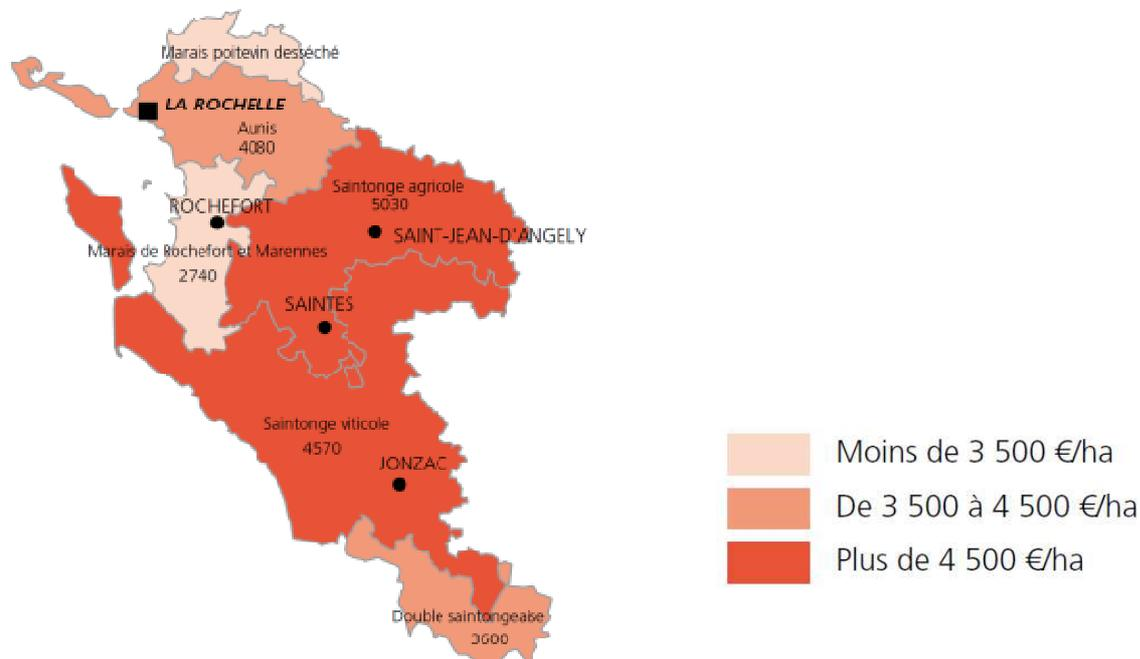 Marais poitevin desséché
LA ROCHELLE
Aunis
4080
Saintonge agricole
5030
ROCHEFORT
SAINT-JEAN-D'ANGELY
Marais de Rochefort et Marennes
2740
SAINTES
Saintonge viticole
4570
JONZAC
Moins de 3 500 €/ha
De 3 500 à 4 500 €/ha
Plus de 4 500 €/ha
Double saintongeaise
3600